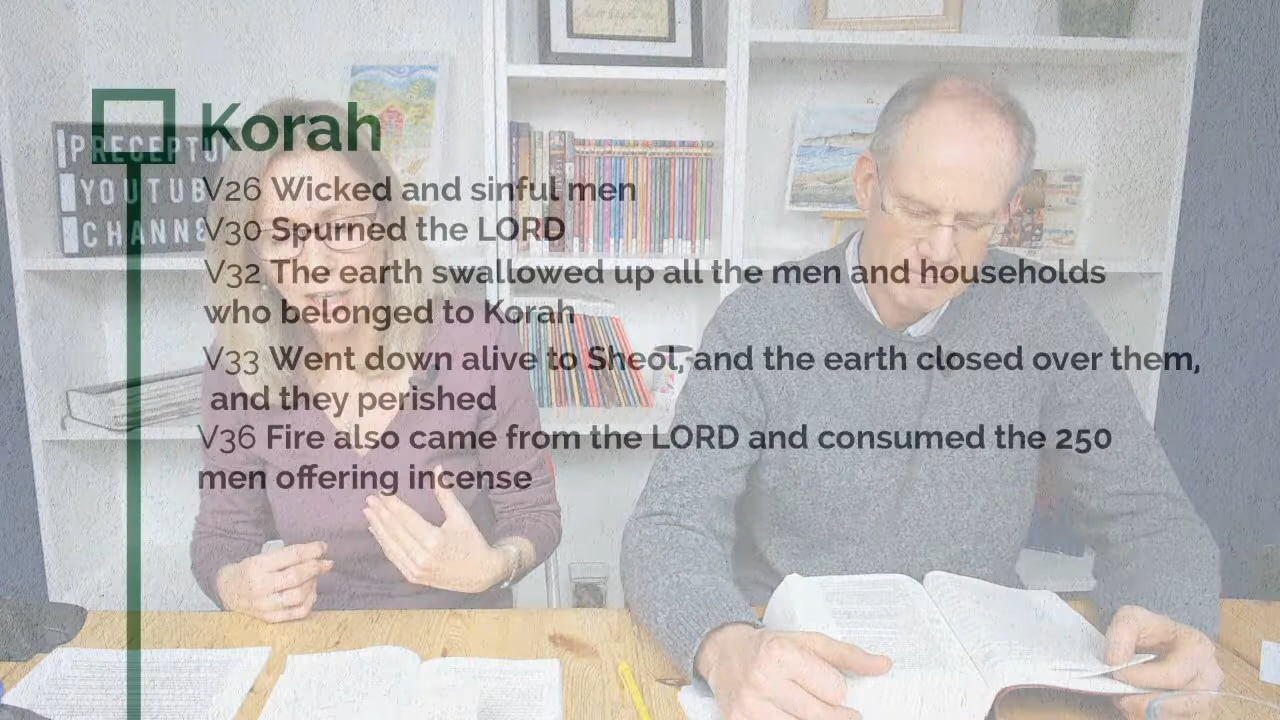 Korah
PRECEPTU
YOUTUB
CHANNE
V26 Wicked and sinful men
V30 Spurned the LORD
V32 The earth swallowed up all the men and households
who belonged to Korah
V33 Went down alive to Sheol, and the earth closed over them,
and they perished
V36 Fire also came from the LORD and consumed the 250
men offering incense